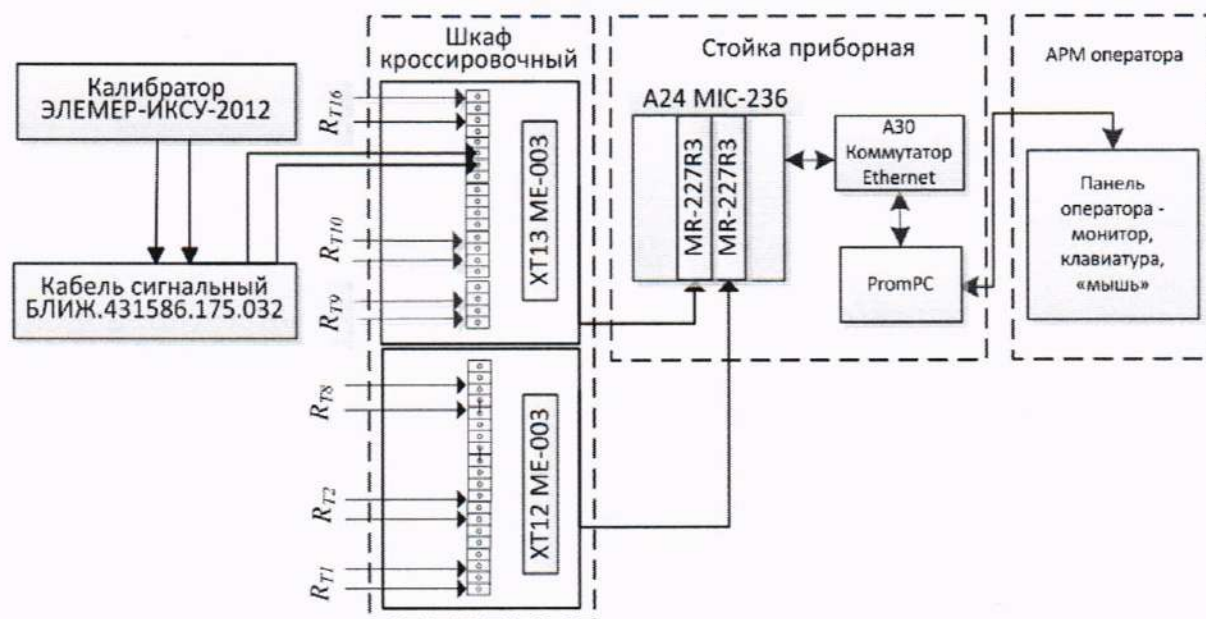 Калибратор
ЭЛЕМЕР-ИКСУ-2012
Кабель сигнальный
БЛИЖ.431586.175.032
Шкаф
кроссировочный
R_T16
R_T10
R_T9
XT13 ME-003
R_T8
R_T2
R_T1
XT12 ME-003
Стойка приборная
A24 MIC-236
MR-227R3
MR-227R3
A30
Коммутатор
Ethernet
PromPC
АРМ оператора
Панель
оператора -
монитор,
клавиатура,
«мышь»